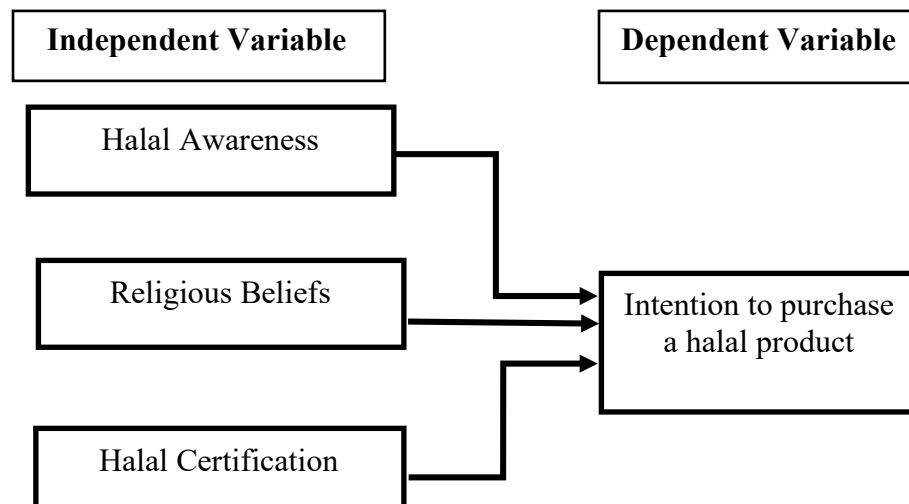 Independent Variable
Dependent Variable
Halal Awareness
Religious Beliefs
Intention to purchase
a halal product
Halal Certification